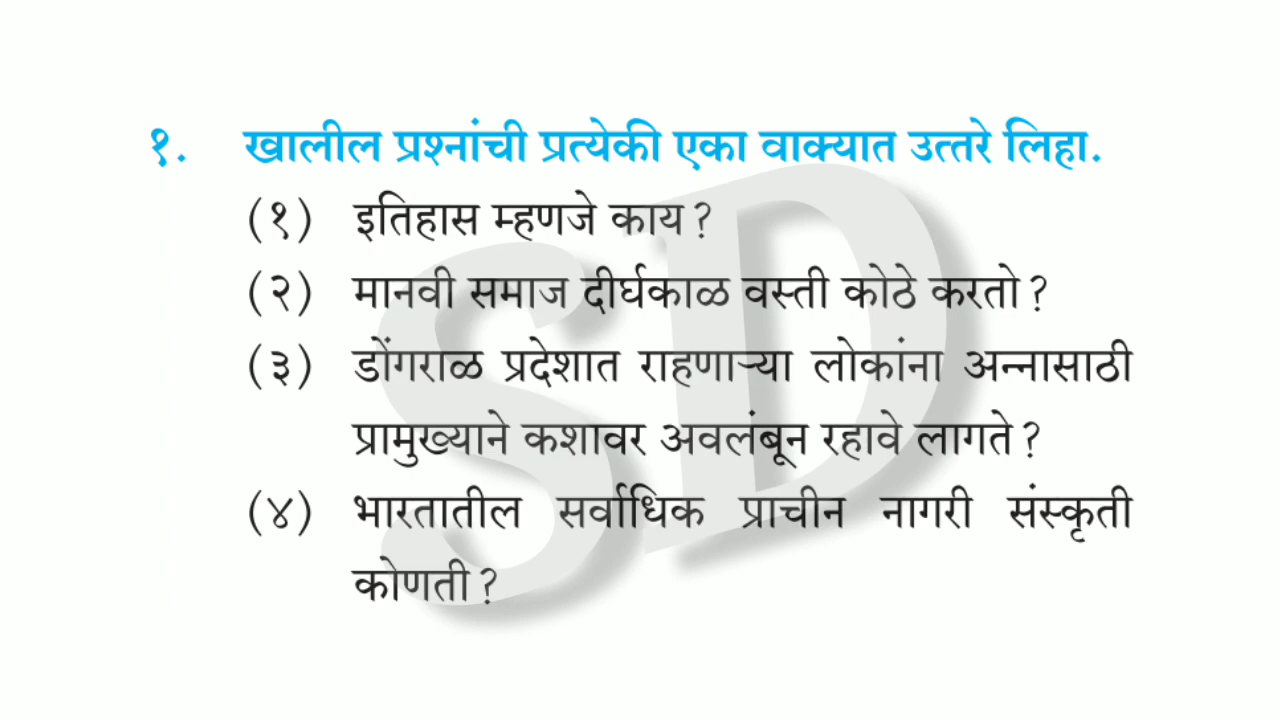 १. खालील प्रश्नांची प्रत्येकी एका वाक्यात उत्तरे लिहा.
(१) इतिहास म्हणजे काय?
(२) मानवी समाज दीर्घकाळ वस्ती कोठे करतो?
(३) डोंगराळ प्रदेशात राहणाऱ्या लोकांना अन्नासाठी
प्रामुख्याने कशावर अवलंबून रहावे लागते?
(४) भारतातील सर्वाधिक प्राचीन नागरी संस्कृती
कोणती?
SD